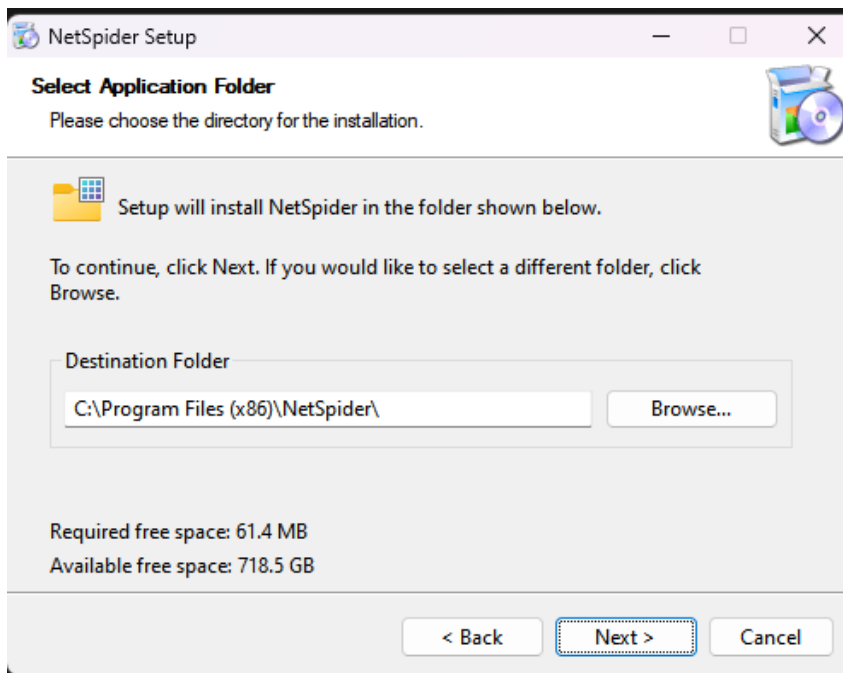 NetSpider Setup
Select Application Folder
Please choose the directory for the installation.
Setup will install NetSpider in the folder shown below.
To continue, click Next. If you would like to select a different folder, click
Browse.
Destination Folder
C:\Program Files (x86)\NetSpider\
Browse...
Required free space: 61.4 MB
Available free space: 718.5 GB
< Back
Next >
Cancel